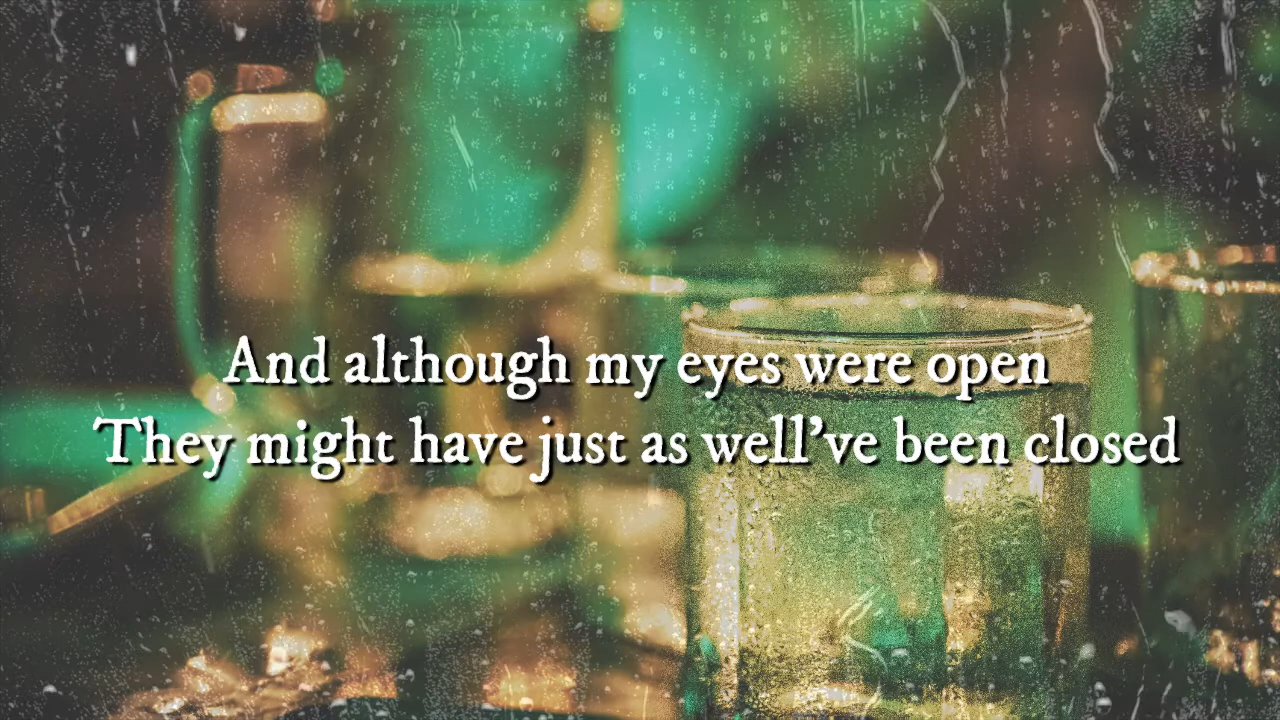 And although my eyes were open
They might have just as well’ve been closed